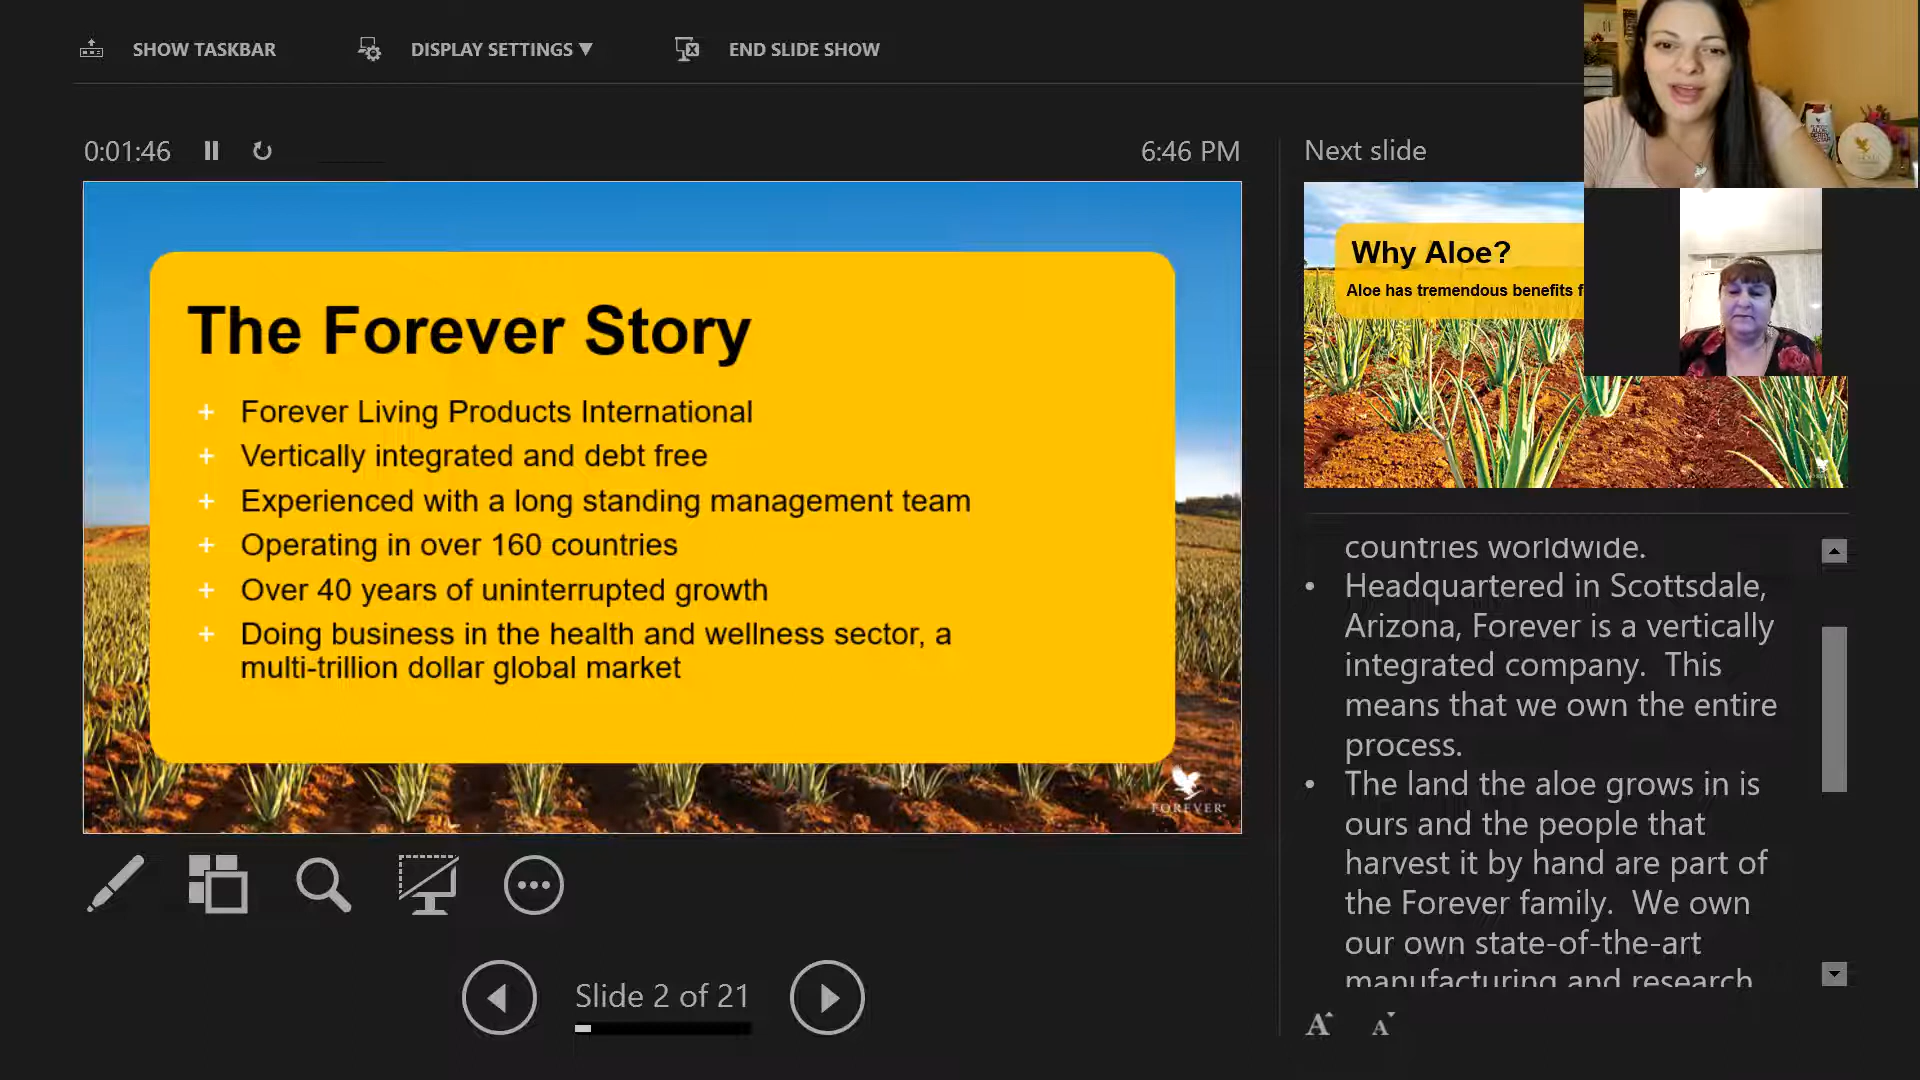 SHOW TASKBAR
DISPLAY SETTINGS ▼
END SLIDE SHOW
0:01:46
6:46 PM
The Forever Story
+ Forever Living Products International
+ Vertically integrated and debt free
+ Experienced with a long standing management team
+ Operating in over 160 countries
+ Over 40 years of uninterrupted growth
+ Doing business in the health and wellness sector, a
multi-trillion dollar global market
FOREVER
Slide 2 of 21
Next slide
Why Aloe?
Aloe has tremendous benefits f
countries worldwide.
• Headquartered in Scottsdale,
Arizona, Forever is a vertically
integrated company. This
means that we own the entire
process.
• The land the aloe grows in is
ours and the people that
harvest it by hand are part of
the Forever family. We own
our own state-of-the-art
manufacturing and research
A A